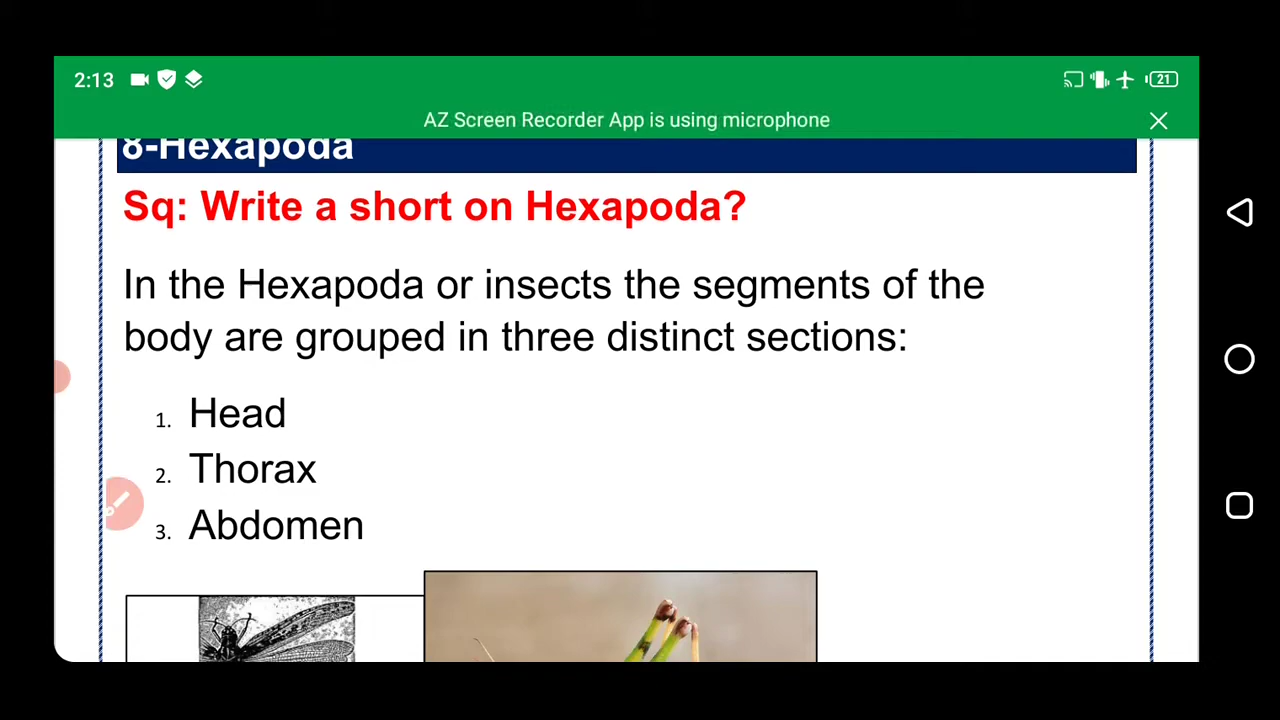 2:13
21
AZ Screen Recorder App is using microphone
8-Hexapoda
Sq: Write a short on Hexapoda?
In the Hexapoda or insects the segments of the
body are grouped in three distinct sections:
1. Head
2. Thorax
3. Abdomen